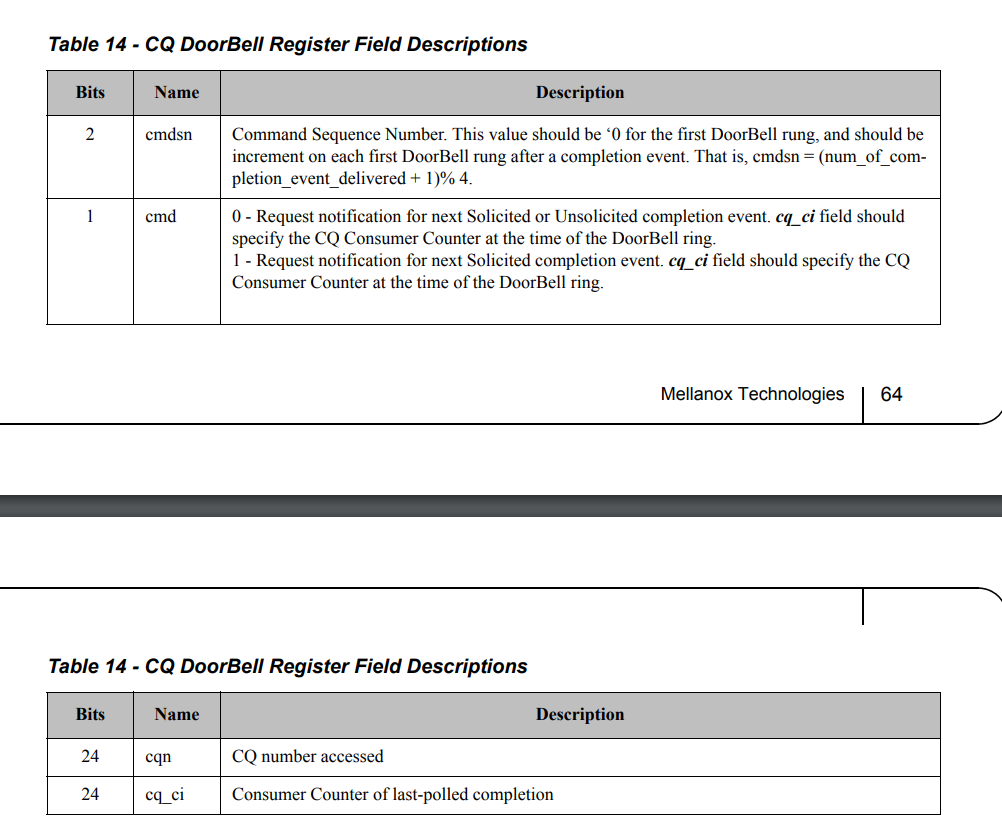 Table 14 - CQ DoorBell Register Field Descriptions
Bits Name Description
2 cmdsn Command Sequence Number. This value should be ‘0 for the first DoorBell rung, and should be
increment on each first DoorBell rung after a completion event. That is, cmdsn = (num_of_com-
pletion_event_delivered + 1)% 4.
1 cmd 0 - Request notification for next Solicited or Unsolicited completion event. cq_ci field should
specify the CQ Consumer Counter at the time of the DoorBell ring.
1 - Request notification for next Solicited completion event. cq_ci field should specify the CQ
Consumer Counter at the time of the DoorBell ring.
Mellanox Technologies 64
Table 14 - CQ DoorBell Register Field Descriptions
Bits Name Description
24 cqn CQ number accessed
24 cq_ci Consumer Counter of last-polled completion